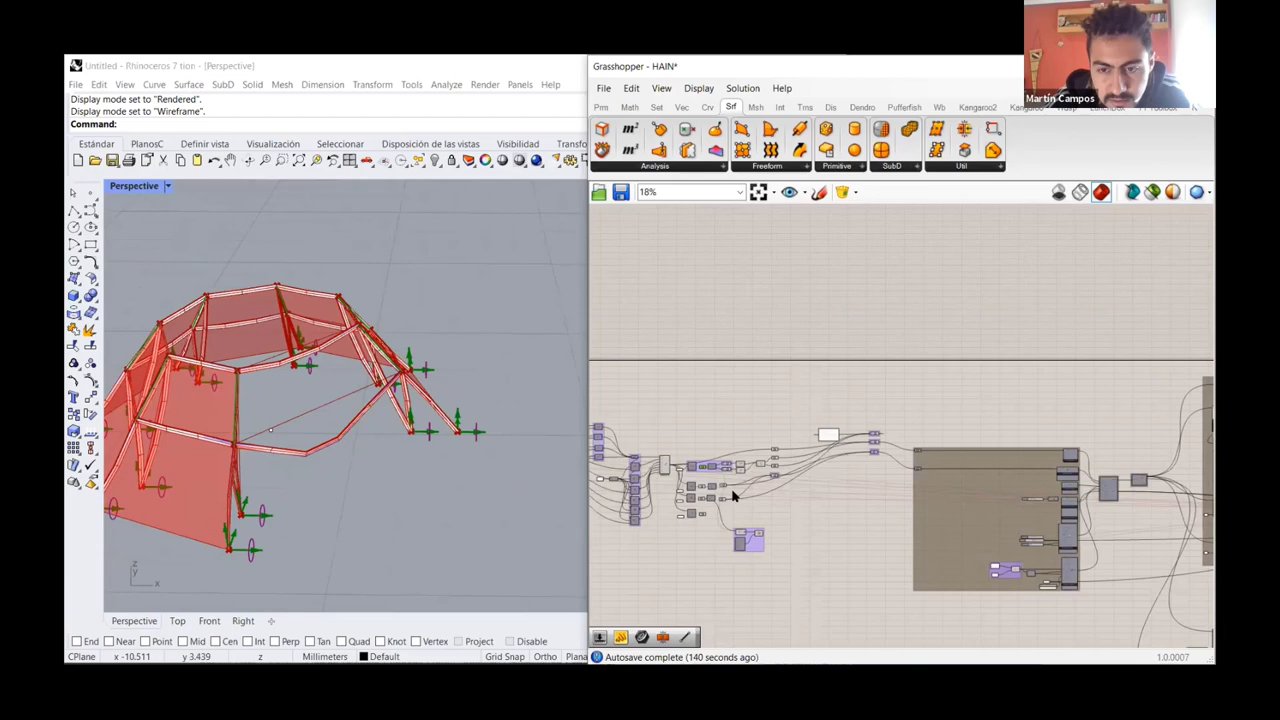 Martín Campos
Untitled - Rhinoceros 7 tion - [Perspective]
File Edit View Curve Surface SubD Solid Mesh Dimension Transform Tools Analyze Render Panels Help
Display mode set to "Rendered".
Display mode set to "Wireframe".
Command:
Estándar PlanosC Definir vista Visualización Seleccionar Disposición de las vistas Visibilidad Transfo
Perspective
z
y
x
Perspective Top Front Right
End Near Point Mid Cen Int Perp Tan Quad Knot Vertex Project Disable
CPlane x -10.511 y 3.439 z Millimeters Default Grid Snap Ortho Plana
Grasshopper - HAIN*
File Edit View Display Solution Help
Prm Math Set Vec Crv Srf Msh Int Trns Dis Dendro Pufferfish Wb Kangaroo2
Analysis Freeform Primitive SubD Util
18%
Autosave complete (140 seconds ago)
1.0.0007